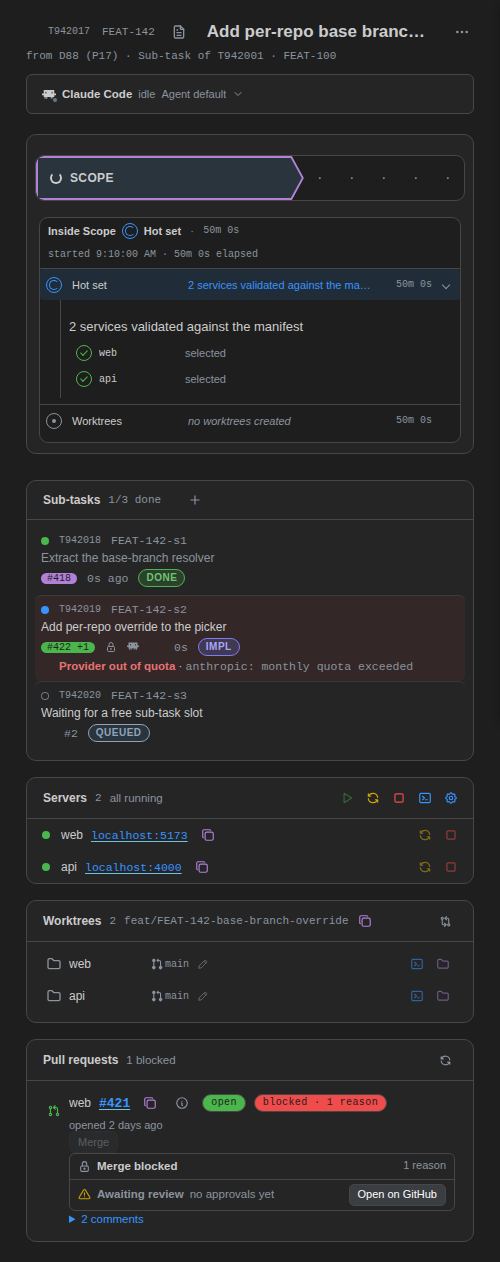 T942017 FEAT-142 Add per-repo base branc…
from D88 (P17) · Sub-task of T942001 · FEAT-100
Claude Code idle Agent default
SCOPE
Inside Scope Hot set · 50m 0s
started 9:10:00 AM · 50m 0s elapsed
Hot set 2 services validated against the ma… 50m 0s
2 services validated against the manifest
web selected
api selected
Worktrees no worktrees created 50m 0s
Sub-tasks 1/3 done
T942018 FEAT-142-s1
Extract the base-branch resolver
#418 0s ago DONE
T942019 FEAT-142-s2
Add per-repo override to the picker
#422 +1 0s IMPL
Provider out of quota · anthropic: monthly quota exceeded
T942020 FEAT-142-s3
Waiting for a free sub-task slot
#2 QUEUED
Servers 2 all running
web localhost:5173
api localhost:4000
Worktrees 2 feat/FEAT-142-base-branch-override
web main
api main
Pull requests 1 blocked
web #421 open blocked · 1 reason
opened 2 days ago
Merge
Merge blocked 1 reason
Awaiting review no approvals yet Open on GitHub
2 comments